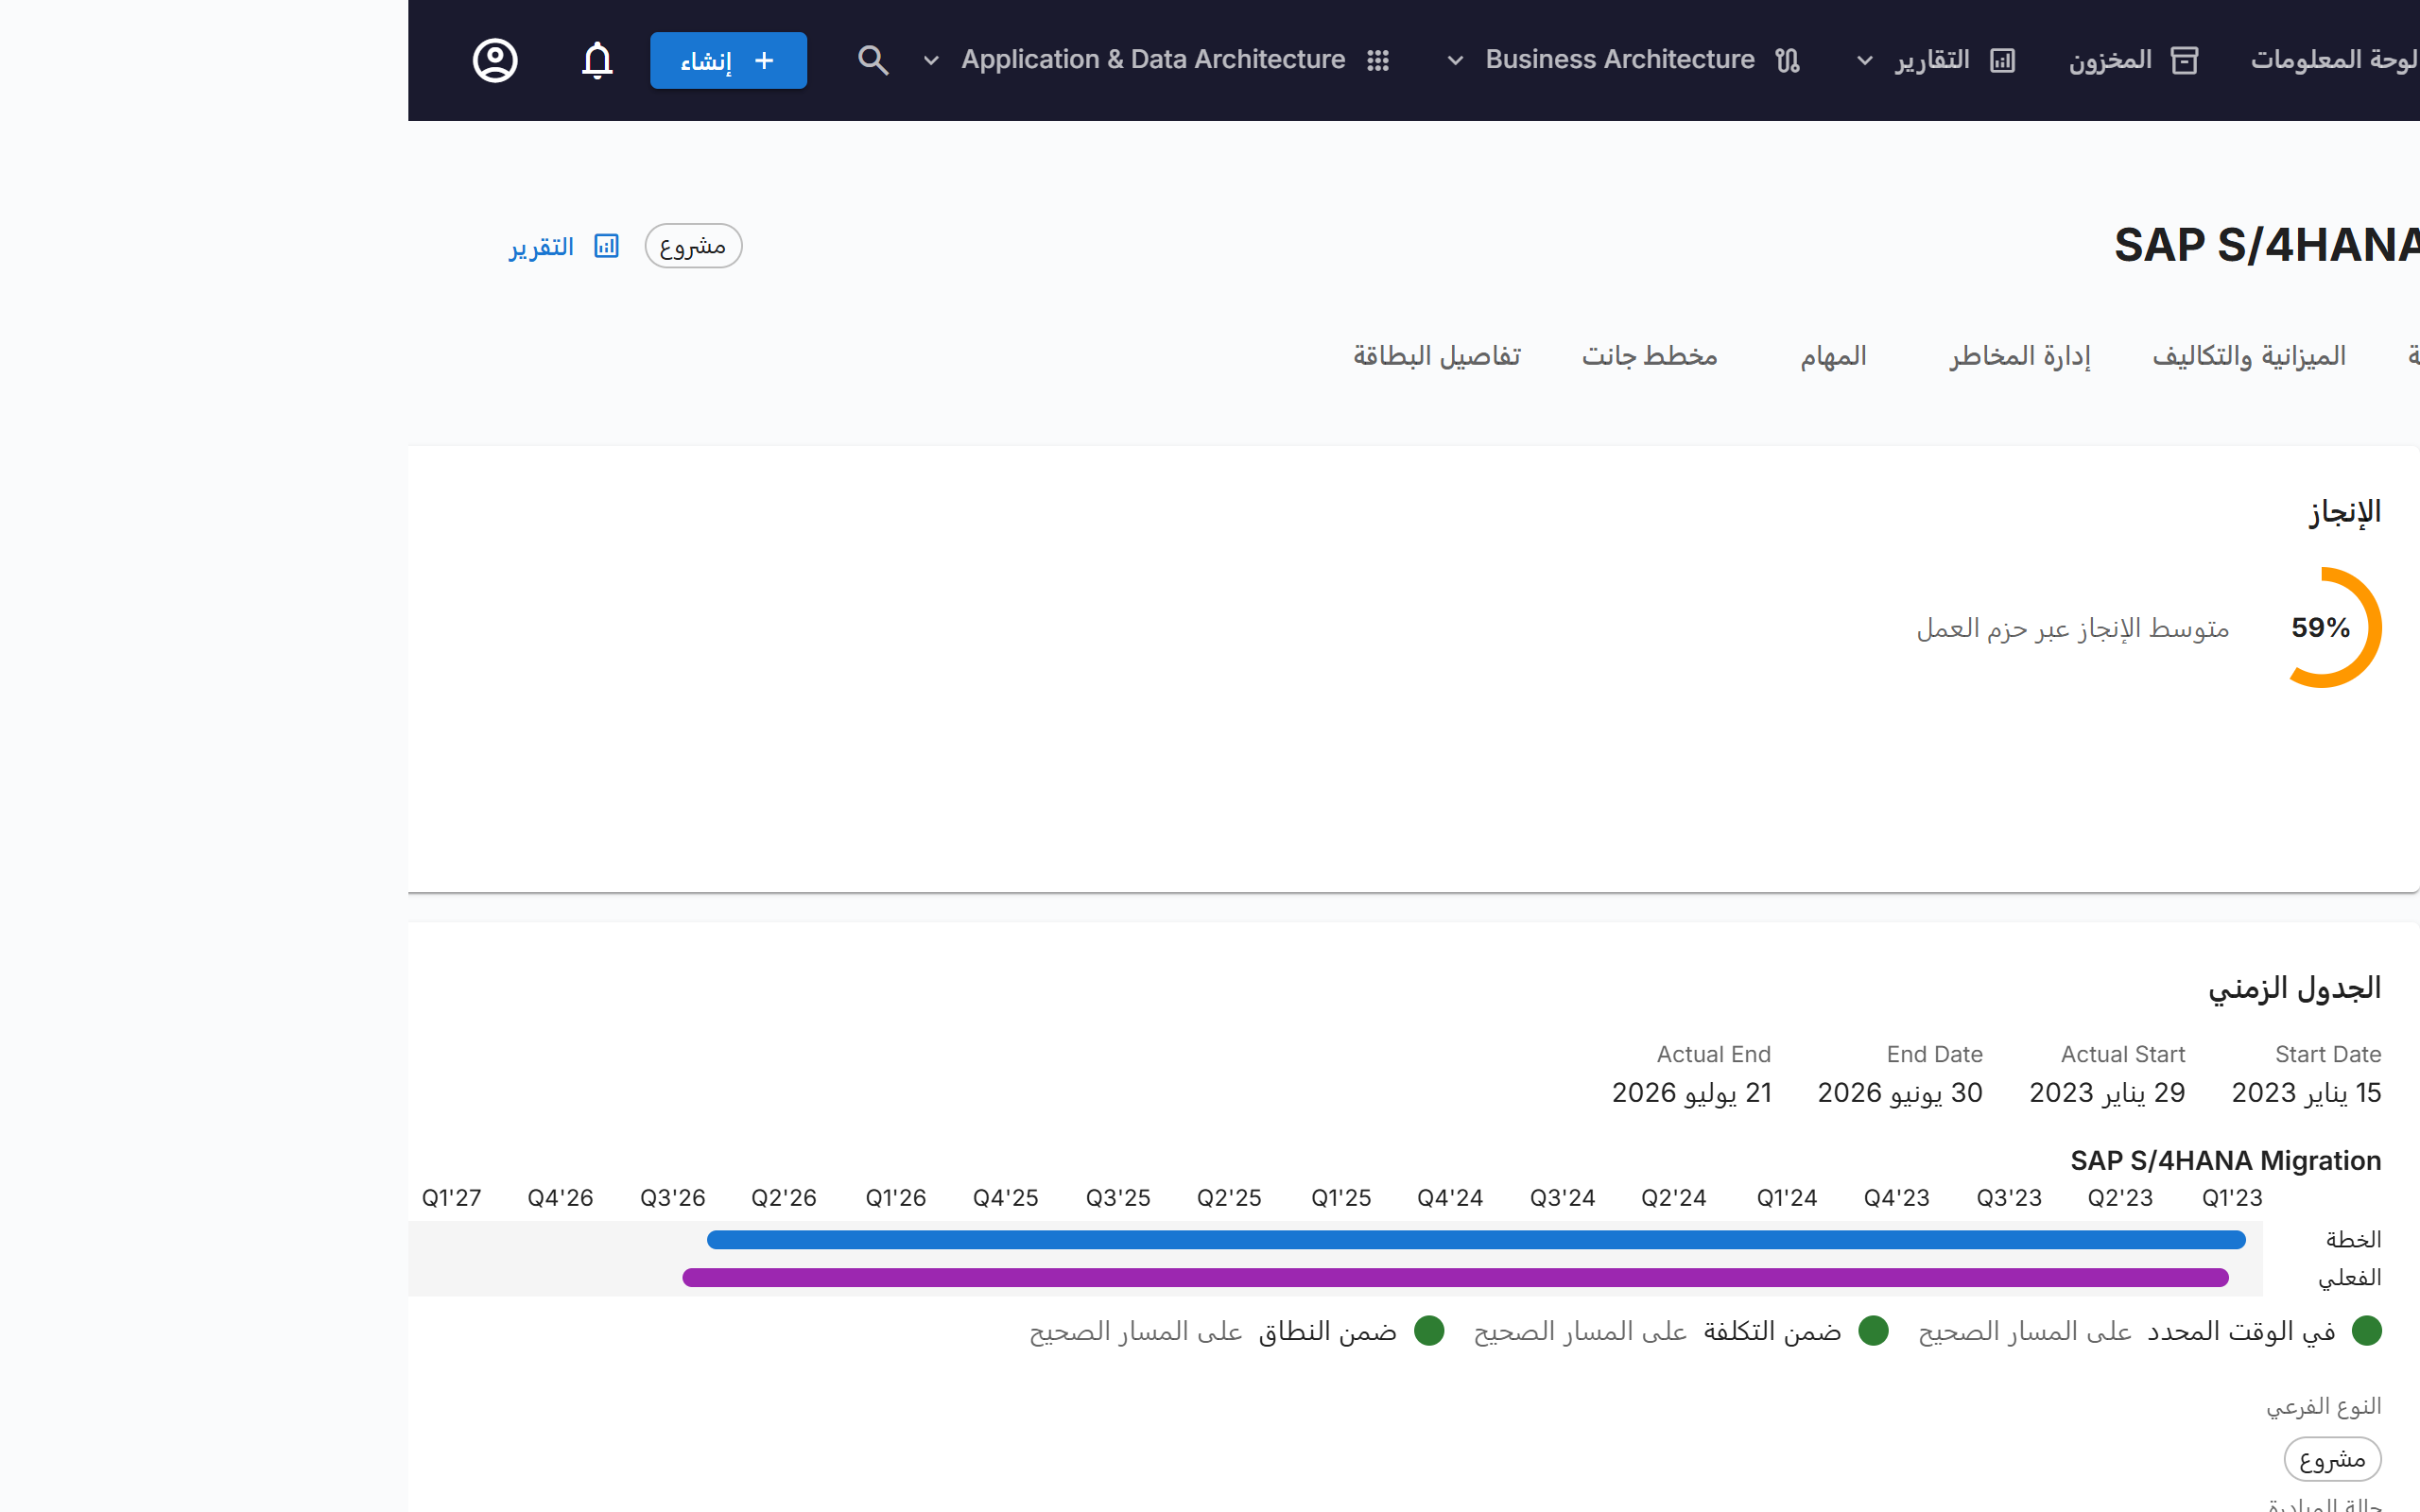 لوحة المعلومات
المخزون
التقارير
Business Architecture
Application & Data Architecture
إنشاء
SAP S/4HANA
مشروع
التقرير
الميزانية والتكاليف
إدارة المخاطر
المهام
مخطط جانت
تفاصيل البطاقة
الإنجاز
59%
متوسط الإنجاز عبر حزم العمل
الجدول الزمني
Start Date
15 يناير 2023
Actual Start
29 يناير 2023
End Date
30 يونيو 2026
Actual End
21 يوليو 2026
SAP S/4HANA Migration
Q1'23 Q2'23 Q3'23 Q4'23 Q1'24 Q2'24 Q3'24 Q4'24 Q1'25 Q2'25 Q3'25 Q4'25 Q1'26 Q2'26 Q3'26 Q4'26 Q1'27
الخطة
الفعلي
في الوقت المحدد على المسار الصحيح
ضمن التكلفة على المسار الصحيح
ضمن النطاق على المسار الصحيح
النوع الفرعي
مشروع
حالة المبادرة